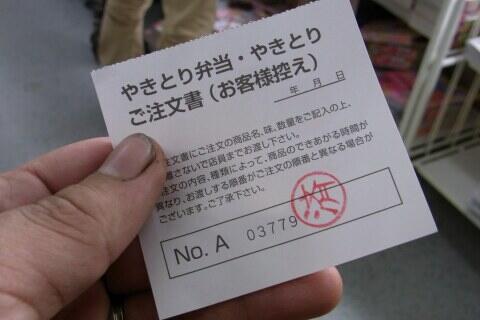 やきとり弁当・やきとり
ご注文書(お客様控え)
年 月 日
注文書にご注文の商品名、味、数量をご記入の上、
離さないで店員までお渡し下さい。
注文の内容、種類によって、商品のできあがる時間が
異なり、お渡しする順番がご注文の順番と異なる場合が
ございます。ご了承下さい。
No. A 03779